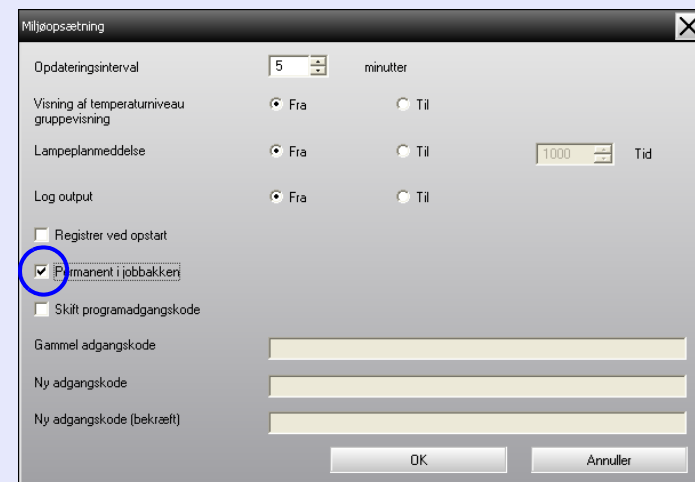 Miljøopsætning
Opdateringsinterval 5 minutter
Visning af temperaturniveau
gruppevisning Fra Til
Lampeplanmeddelse Fra Til 1000 Tid
Log output Fra Til
Registrer ved opstart
Permanent i jobbakken
Skift programadgangskode
Gammel adgangskode
Ny adgangskode
Ny adgangskode (bekræft)
OK Annuller